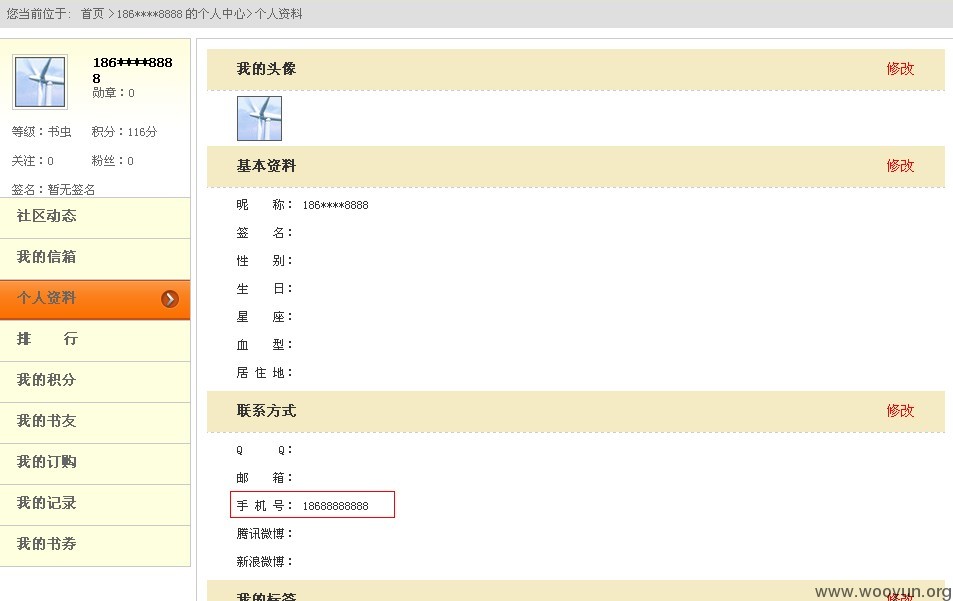 您当前位于： 首页 >186****8888 的个人中心>个人资料
186****888
8
勋章：0
等级：书虫 积分：116分
关注：0 粉丝：0
签名：暂无签名
社区动态
我的信箱
个人资料
排 行
我的积分
我的书友
我的订购
我的记录
我的书券
我的头像 修改
基本资料 修改
昵 称： 186****8888
签 名：
性 别：
生 日：
星 座：
血 型：
居 住 地：
联系方式 修改
Q Q：
邮 箱：
手 机 号： 18688888888
腾讯微博：
新浪微博：
我的标签 修改
www.wooyun.org